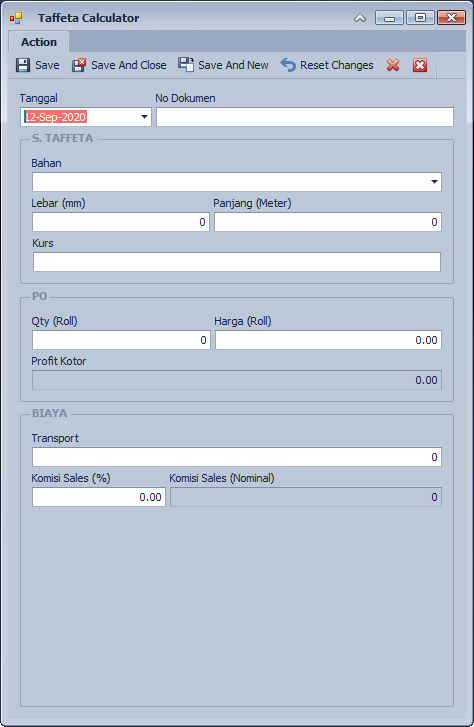 Taffeta Calculator
Action
Save Save And Close Save And New Reset Changes
Tanggal No Dokumen
12-Sep-2020
S. TAFFETA
Bahan
Lebar (mm) Panjang (Meter)
0 0
Kurs
PO
Qty (Roll) Harga (Roll)
0 0.00
Profit Kotor
0.00
BIAYA
Transport
0
Komisi Sales (%) Komisi Sales (Nominal)
0.00 0